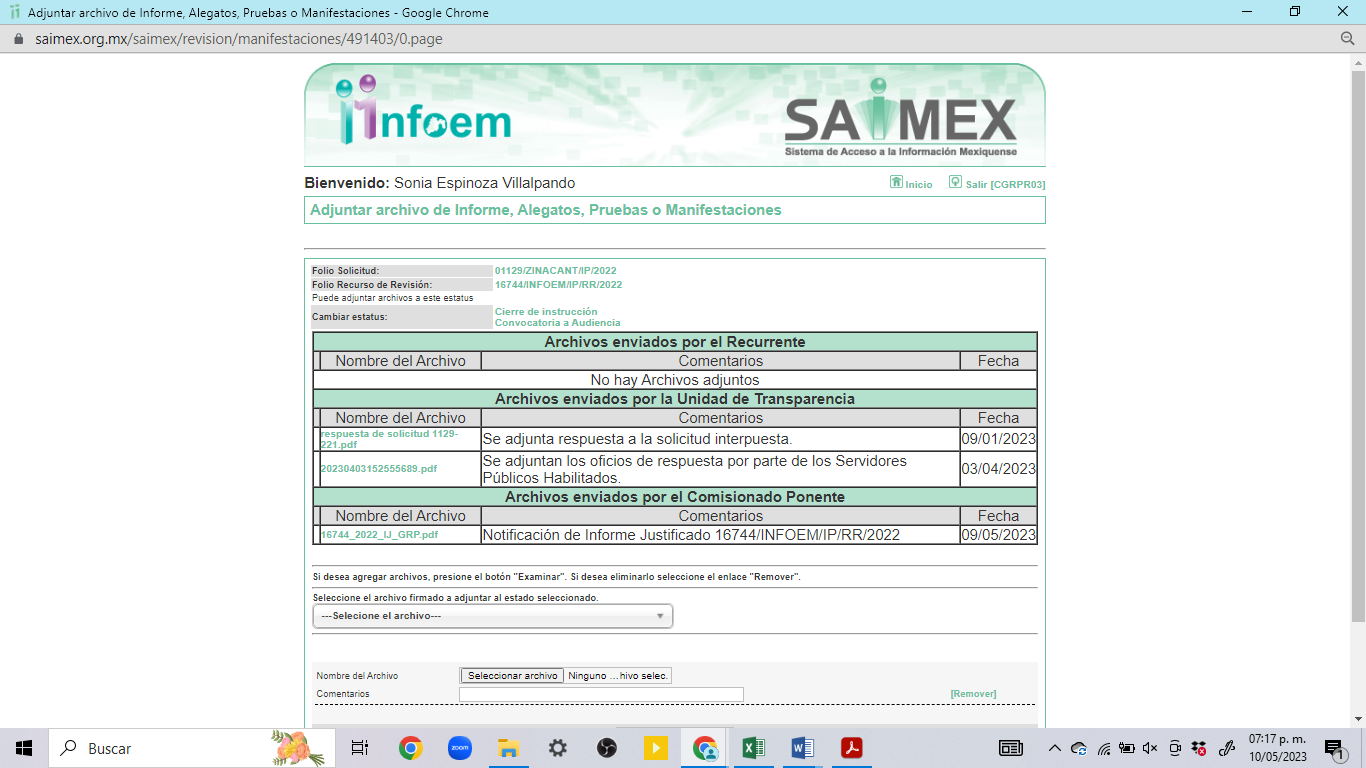 Adjuntar archivo de Informe, Alegatos, Pruebas o Manifestaciones - Google Chrome
saimex.org.mx/saimex/revision/manifestaciones/491403/0.page
infoem
SAIMEX
Sistema de Acceso a la Información Mexiquense
Bienvenido: Sonia Espinoza Villalpando
Inicio
Salir [CGRPR03]
Adjuntar archivo de Informe, Alegatos, Pruebas o Manifestaciones
Folio Solicitud: 01129/ZINACANT/IP/2022
Folio Recurso de Revisión: 16744/INFOEM/IP/RR/2022
Puede adjuntar archivos a este estatus
Cambiar estatus: Cierre de instrucción
Convocatoria a Audiencia
Archivos enviados por el Recurrente
Nombre del Archivo Comentarios Fecha
No hay Archivos adjuntos
Archivos enviados por la Unidad de Transparencia
Nombre del Archivo Comentarios Fecha
respuesta de solicitud 1129-
221.pdf
Se adjunta respuesta a la solicitud interpuesta. 09/01/2023
20230403152555689.pdf
Se adjuntan los oficios de respuesta por parte de los Servidores
Públicos Habilitados.
03/04/2023
Archivos enviados por el Comisionado Ponente
Nombre del Archivo Comentarios Fecha
16744_2022_IJ_GRP.pdf Notificación de Informe Justificado 16744/INFOEM/IP/RR/2022 09/05/2023
Si desea agregar archivos, presione el botón "Examinar". Si desea eliminarlo seleccione el enlace "Remover".
Seleccione el archivo firmado a adjuntar al estado seleccionado.
---Selecione el archivo---
Nombre del Archivo Seleccionar archivo Ninguno ...hivo selec.
Comentarios [Remover]
Buscar
zoom
07:17 p. m.
10/05/2023
1